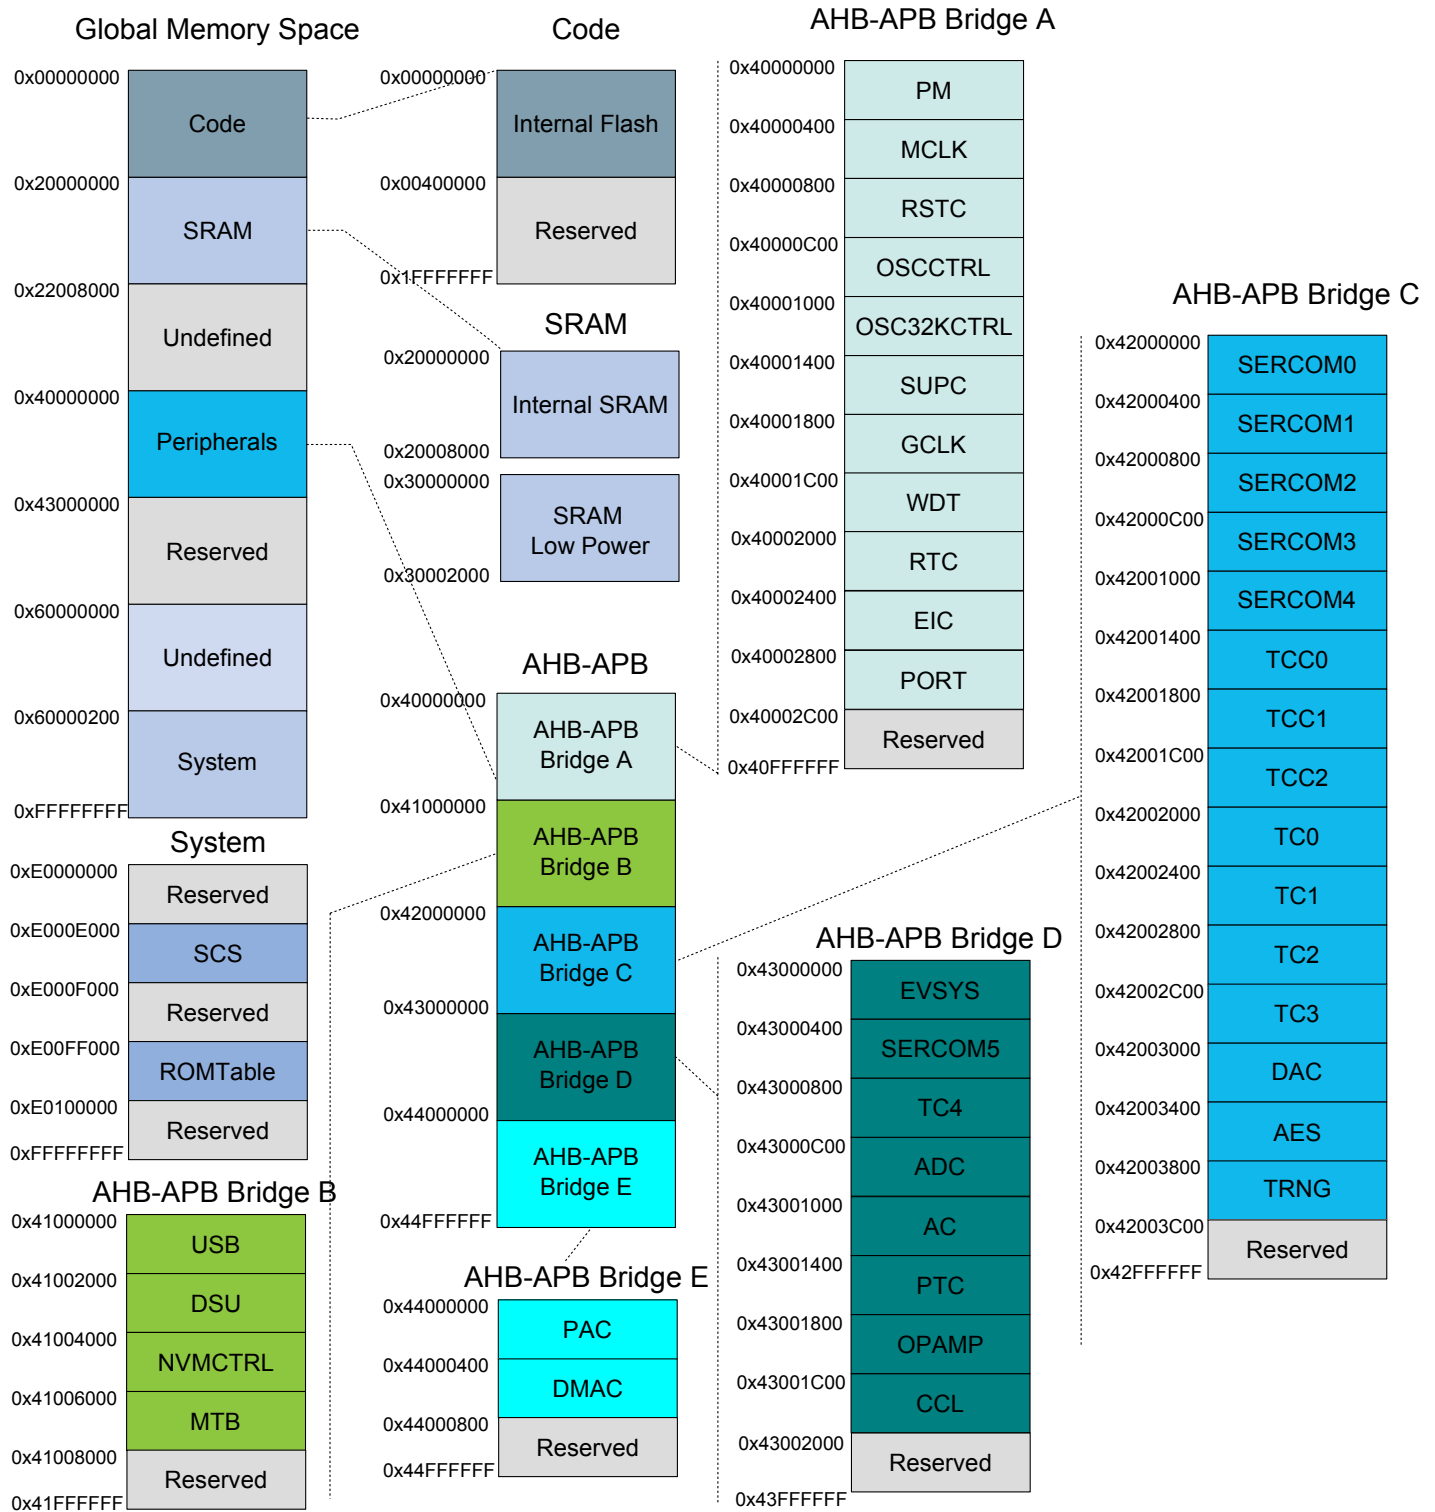 Global Memory Space
0x00000000
Code
0x20000000
SRAM
0x22008000
Undefined
0x40000000
Peripherals
0x43000000
Reserved
0x60000000
Undefined
0x60000200
System
0xFFFFFFFF
System
0xE0000000
Reserved
0xE000E000
SCS
0xE000F000
Reserved
0xE00FF000
ROMTable
0xE0100000
Reserved
0xFFFFFFFF
AHB-APB Bridge B
0x41000000
USB
0x41002000
DSU
0x41004000
NVMCTRL
0x41006000
MTB
0x41008000
Reserved
0x41FFFFFF
Code
0x00000000
Internal Flash
0x00400000
Reserved
0x1FFFFFFF
SRAM
0x20000000
Internal SRAM
0x20008000
0x30000000
SRAM
Low Power
0x30002000
AHB-APB
0x40000000
AHB-APB
Bridge A
0x41000000
AHB-APB
Bridge B
0x42000000
AHB-APB
Bridge C
0x43000000
AHB-APB
Bridge D
0x44000000
AHB-APB
Bridge E
0x44FFFFFF
AHB-APB Bridge E
0x44000000
PAC
0x44000400
DMAC
0x44000800
Reserved
0x44FFFFFF
AHB-APB Bridge A
0x40000000
PM
0x40000400
MCLK
0x40000800
RSTC
0x40000C00
OSCCTRL
0x40001000
OSC32KCTRL
0x40001400
SUPC
0x40001800
GCLK
0x40001C00
WDT
0x40002000
RTC
0x40002400
EIC
0x40002800
PORT
0x40002C00
Reserved
0x40FFFFFF
AHB-APB Bridge D
0x43000000
EVSYS
0x43000400
SERCOM5
0x43000800
TC4
0x43000C00
ADC
0x43001000
AC
0x43001400
PTC
0x43001800
OPAMP
0x43001C00
CCL
0x43002000
Reserved
0x43FFFFFF
AHB-APB Bridge C
0x42000000
SERCOM0
0x42000400
SERCOM1
0x42000800
SERCOM2
0x42000C00
SERCOM3
0x42001000
SERCOM4
0x42001400
TCC0
0x42001800
TCC1
0x42001C00
TCC2
0x42002000
TC0
0x42002400
TC1
0x42002800
TC2
0x42002C00
TC3
0x42003000
DAC
0x42003400
AES
0x42003800
TRNG
0x42003C00
Reserved
0x42FFFFFF